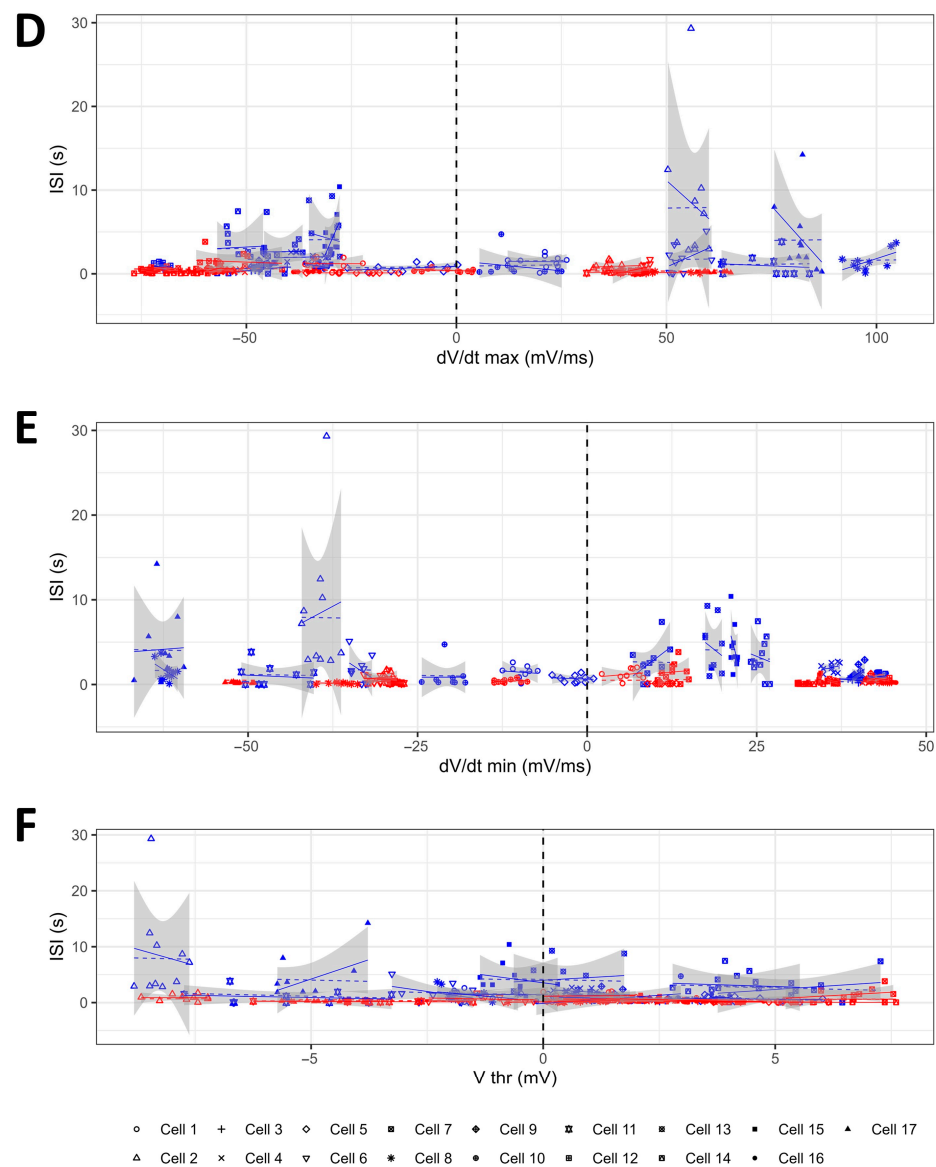 D
30
20
10
0
ISI (s)
−50 0 50 100
dV/dt max (mV/ms)
E
30
20
10
0
ISI (s)
−50 −25 0 25 50
dV/dt min (mV/ms)
F
30
20
10
0
ISI (s)
−5 0 5
V thr (mV)
Cell 1 Cell 3 Cell 5 Cell 7 Cell 9 Cell 11 Cell 13 Cell 15 Cell 17
Cell 2 Cell 4 Cell 6 Cell 8 Cell 10 Cell 12 Cell 14 Cell 16